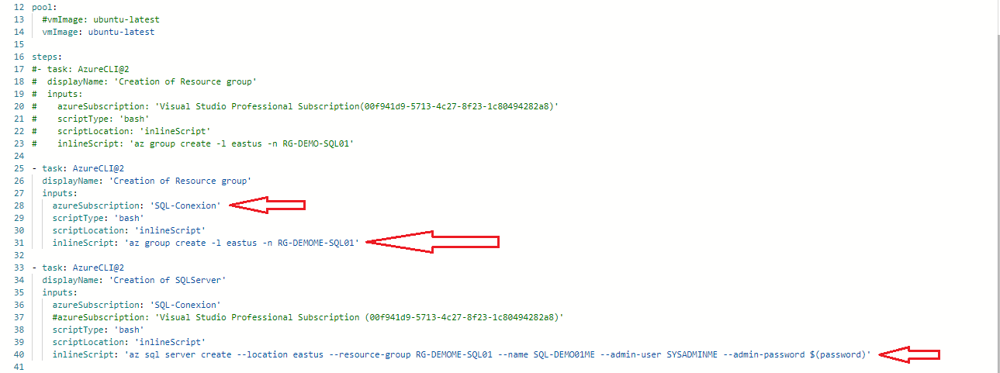 12 pool:
13 #vmImage: ubuntu-latest
14 vmImage: ubuntu-latest
15
16 steps:
17 #- task: AzureCLI@2
18 # displayName: 'Creation of Resource group'
19 # inputs:
20 # azureSubscription: 'Visual Studio Professional Subscription(00f941d9-5713-4c27-8f23-1c80494282a8)'
21 # scriptType: 'bash'
22 # scriptLocation: 'inlineScript'
23 # inlineScript: 'az group create -l eastus -n RG-DEMO-SQL01'
24
25 - task: AzureCLI@2
26 displayName: 'Creation of Resource group'
27 inputs:
28 azureSubscription: 'SQL-Conexion'
29 scriptType: 'bash'
30 scriptLocation: 'inlineScript'
31 inlineScript: 'az group create -l eastus -n RG-DEMOME-SQL01'
32
33 - task: AzureCLI@2
34 displayName: 'Creation of SQLServer'
35 inputs:
36 azureSubscription: 'SQL-Conexion'
37 #azureSubscription: 'Visual Studio Professional Subscription (00f941d9-5713-4c27-8f23-1c80494282a8)'
38 scriptType: 'bash'
39 scriptLocation: 'inlineScript'
40 inlineScript: 'az sql server create --location eastus --resource-group RG-DEMOME-SQL01 --name SQL-DEMO01ME --admin-user SYSADMINME --admin-password $(password)'
41